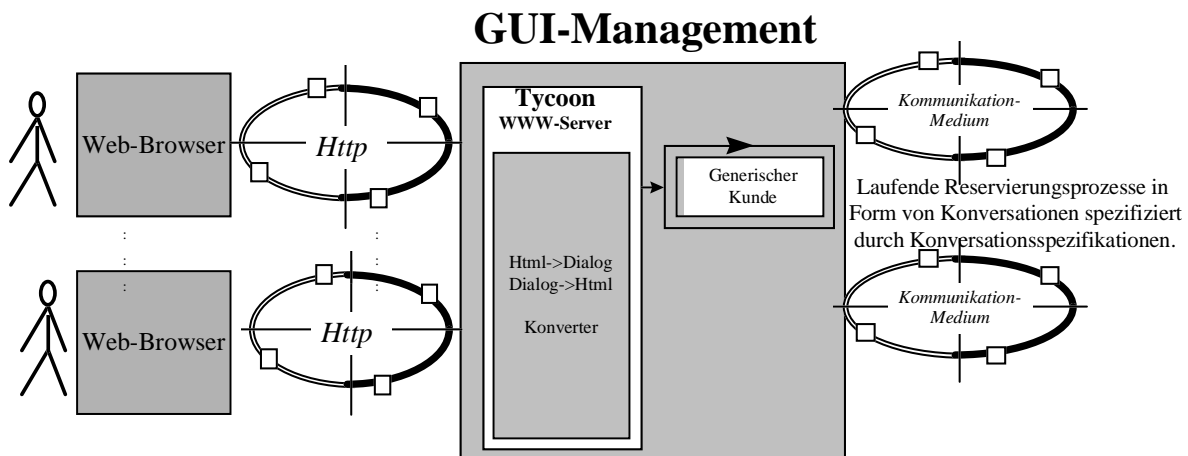 GUI-Management
Web-Browser
Http
Tycoon
WWW-Server
Html->Dialog
Dialog->Html
Konverter
Generischer
Kunde
Kommunikation-
Medium
Laufende Reservierungsprozesse in
Form von Konversationen spezifiziert
durch Konversationsspezifikationen.
Web-Browser
Http
Kommunikation-
Medium